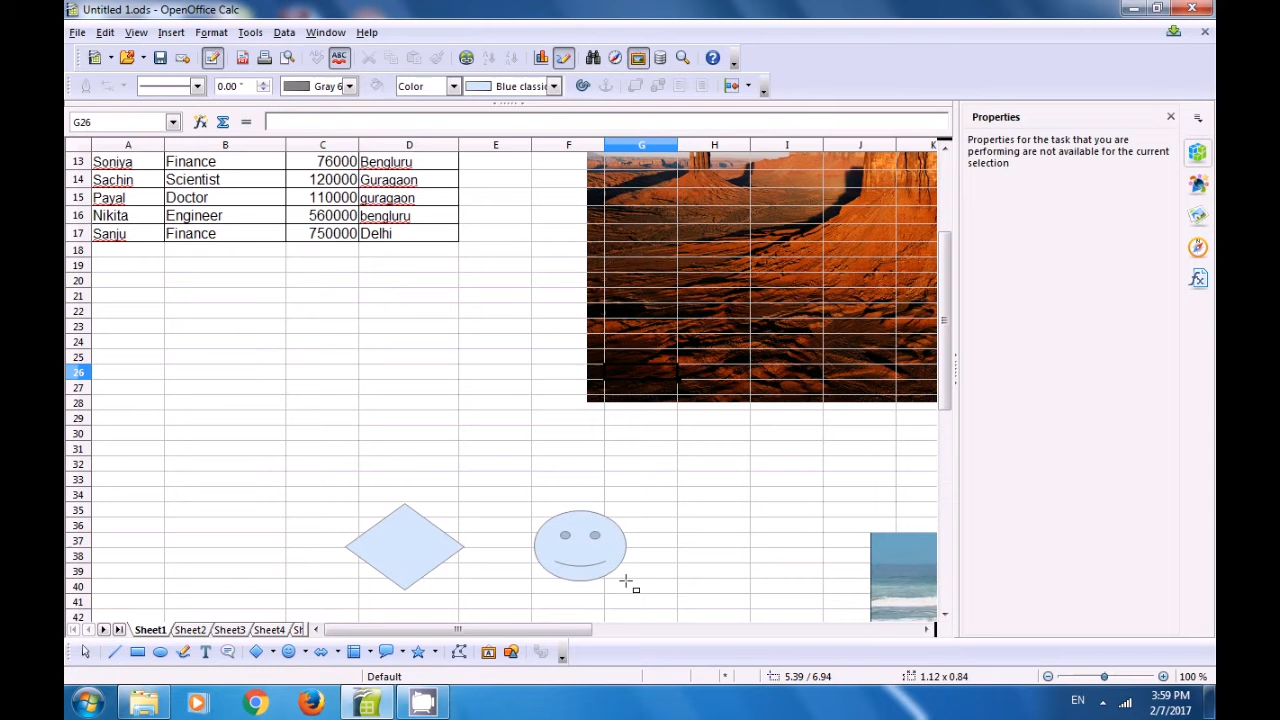 Untitled 1.ods - OpenOffice Calc
File Edit View Insert Format Tools Data Window Help
0.00 " Gray 6 Color Blue classic
G26
Properties
Properties for the task that you are
performing are not available for the current
selection
A B C D E F G H I J K
13 Soniya Finance 76000 Bengluru
14 Sachin Scientist 120000 Guragaon
15 Payal Doctor 110000 guragaon
16 Nikita Engineer 560000 bengluru
17 Sanju Finance 750000 Delhi
18
19
20
21
22
23
24
25
26
27
28
29
30
31
32
33
34
35
36
37
38
39
40
41
42
Sheet1 Sheet2 Sheet3 Sheet4 Sh
Default * 5.39 / 6.94 1.12 x 0.84 100 %
EN 3:59 PM
2/7/2017